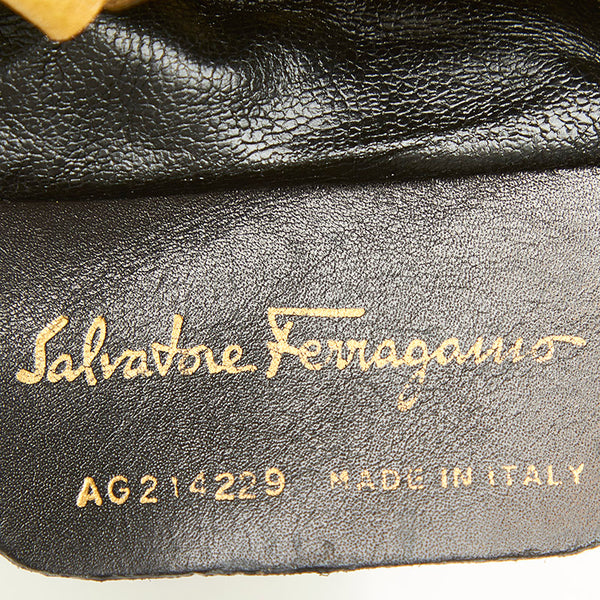 Salvatore Ferragamo
AG214229 MADE IN ITALY